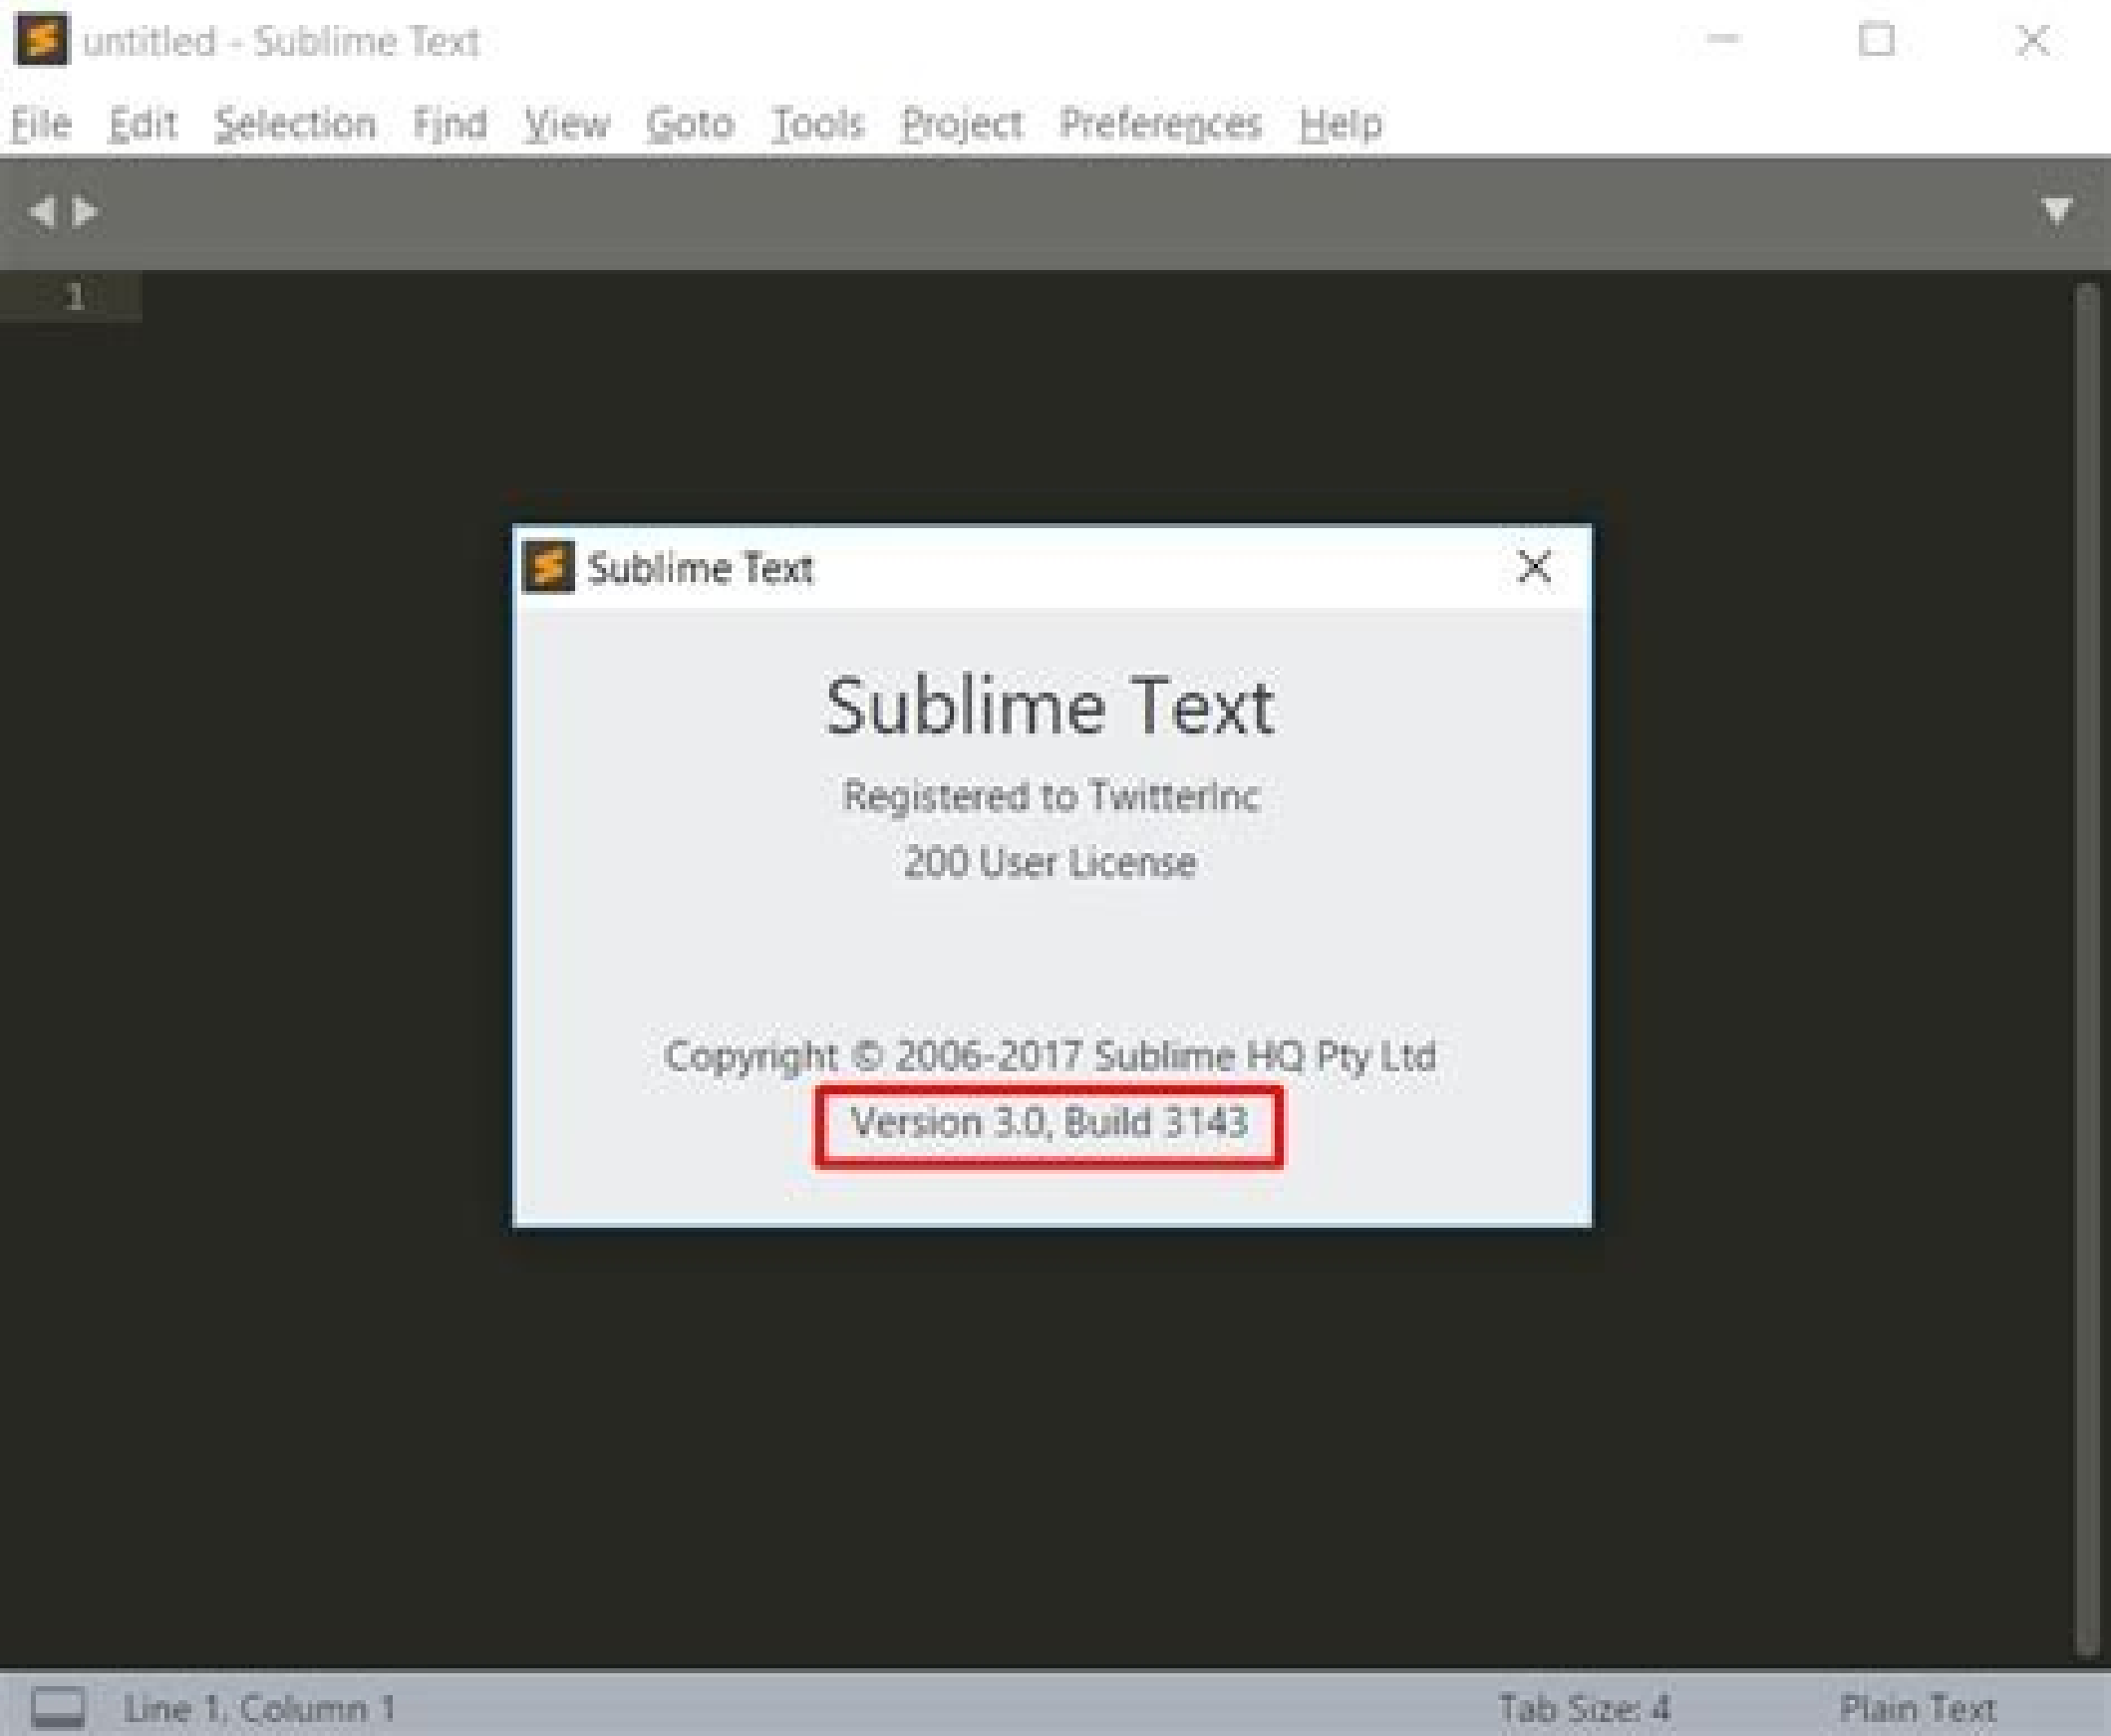 untitled - Sublime Text
File Edit Selection Find View Goto Tools Project Preferences Help
1
Sublime Text
Sublime Text
Registered to TwitterInc
200 User License
Copyright © 2006-2017 Sublime HQ Pty Ltd
Version 3.0, Build 3143
Line 1, Column 1 Tab Size: 4 Plain Text